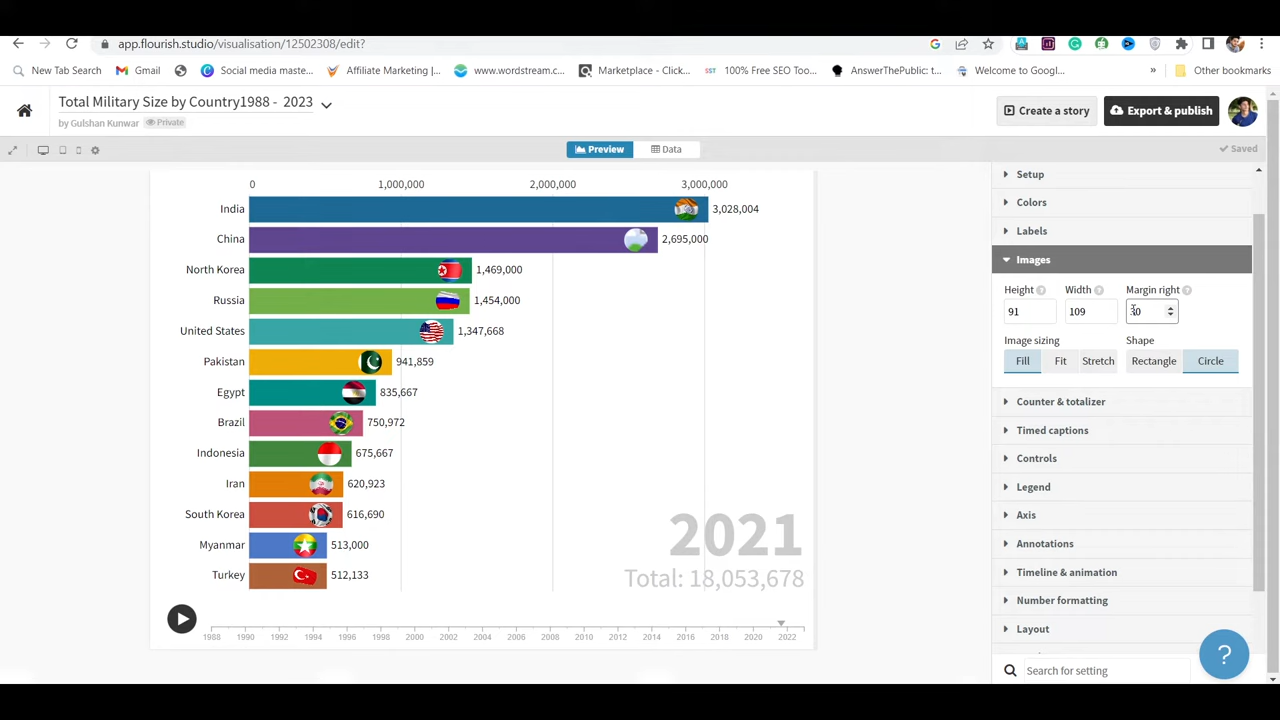 app.flourish.studio/visualisation/12502308/edit?
New Tab Search Gmail Social media maste... Affiliate Marketing |... www.wordstream.c... Marketplace - Click... SST 100% Free SEO Too... AnswerThePublic: t... Welcome to Googl... » Other bookmarks
Total Military Size by Country1988 - 2023
by Gulshan Kunwar Private
Create a story Export & publish
Preview Data Saved
0 1,000,000 2,000,000 3,000,000
India 3,028,004
China 2,695,000
North Korea 1,469,000
Russia 1,454,000
United States 1,347,668
Pakistan 941,859
Egypt 835,667
Brazil 750,972
Indonesia 675,667
Iran 620,923
South Korea 616,690
Myanmar 513,000
Turkey 512,133
2021
Total: 18,053,678
1988 1990 1992 1994 1996 1998 2000 2002 2004 2006 2008 2010 2012 2014 2016 2018 2020 2022
Setup
Colors
Labels
Images
Height ? Width ? Margin right ?
91 109
Image sizing Shape
Fill Fit Stretch Rectangle Circle
Counter & totalizer
Timed captions
Controls
Legend
Axis
Annotations
Timeline & animation
Number formatting
Layout
Search for setting
?